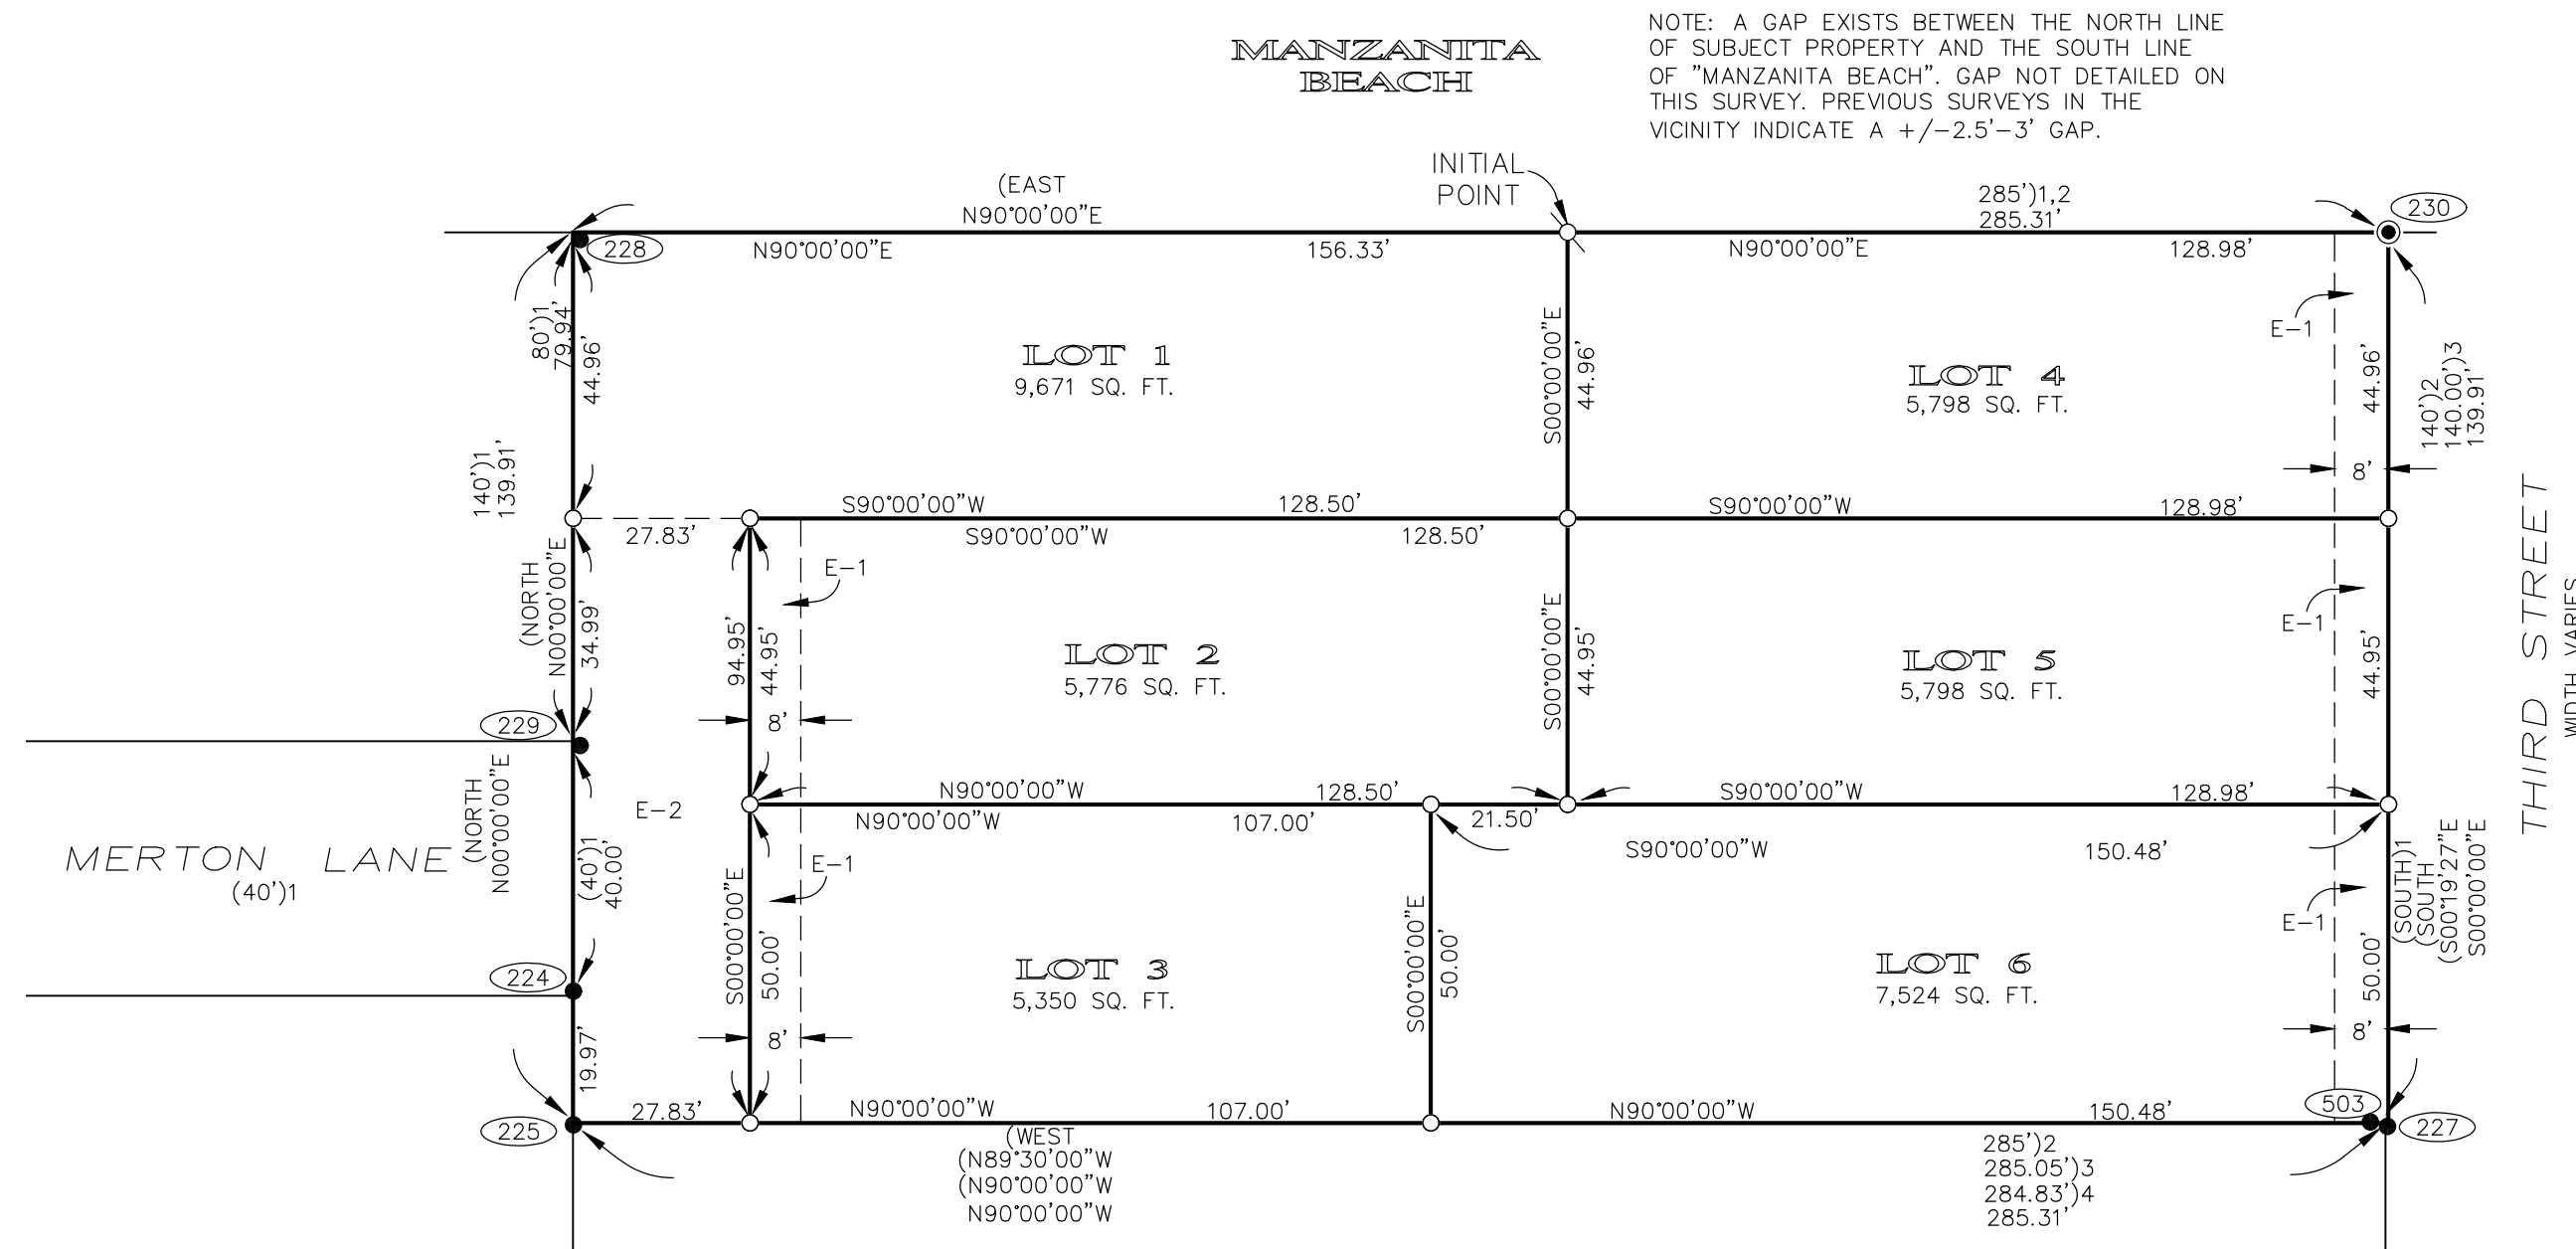 MANZANITA
BEACH
NOTE: A GAP EXISTS BETWEEN THE NORTH LINE
OF SUBJECT PROPERTY AND THE SOUTH LINE
OF "MANZANITA BEACH". GAP NOT DETAILED ON
THIS SURVEY. PREVIOUS SURVEYS IN THE
VICINITY INDICATE A +/-2.5'-3' GAP.
INITIAL
POINT
(EAST
N90°00'00"E
285')1,2
285.31'
230
228
N90°00'00"E
156.33'
N90°00'00"E
128.98'
80')1
79.94'
44.96'
LOT 1
9,671 SQ. FT.
S00°00'00"E
44.96'
LOT 4
5,798 SQ. FT.
E-1
44.96'
140')2
140.00')3
139.91'
8'
140')1
139.91'
S90°00'00"W
128.50'
S90°00'00"W
128.98'
27.83'
S90°00'00"W
128.50'
(NORTH
N00°00'00"E
34.99'
E-1
94.95'
44.95'
LOT 2
5,776 SQ. FT.
8'
S00°00'00"E
44.95'
LOT 5
5,798 SQ. FT.
E-1
44.95'
THIRD STREET
WIDTH VARIES
229
N90°00'00"W
128.50'
S90°00'00"W
128.98'
E-2
N90°00'00"W
107.00'
21.50'
S90°00'00"W
150.48'
MERTON LANE
(40')1
(NORTH
N00°00'00"E
(40')1
40.00'
E-1
S00°00'00"E
50.00'
LOT 3
5,350 SQ. FT.
8'
S00°00'00"E
50.00'
LOT 6
7,524 SQ. FT.
E-1
50.00'
8'
(SOUTH)1
(SOUTH
(S00°19'27"E
S00°00'00"E
224
19.97'
225
27.83'
N90°00'00"W
107.00'
N90°00'00"W
150.48'
503
227
(WEST
(N89°30'00"W
(N90°00'00"W
N90°00'00"W
285')2
285.05')3
284.83')4
285.31'